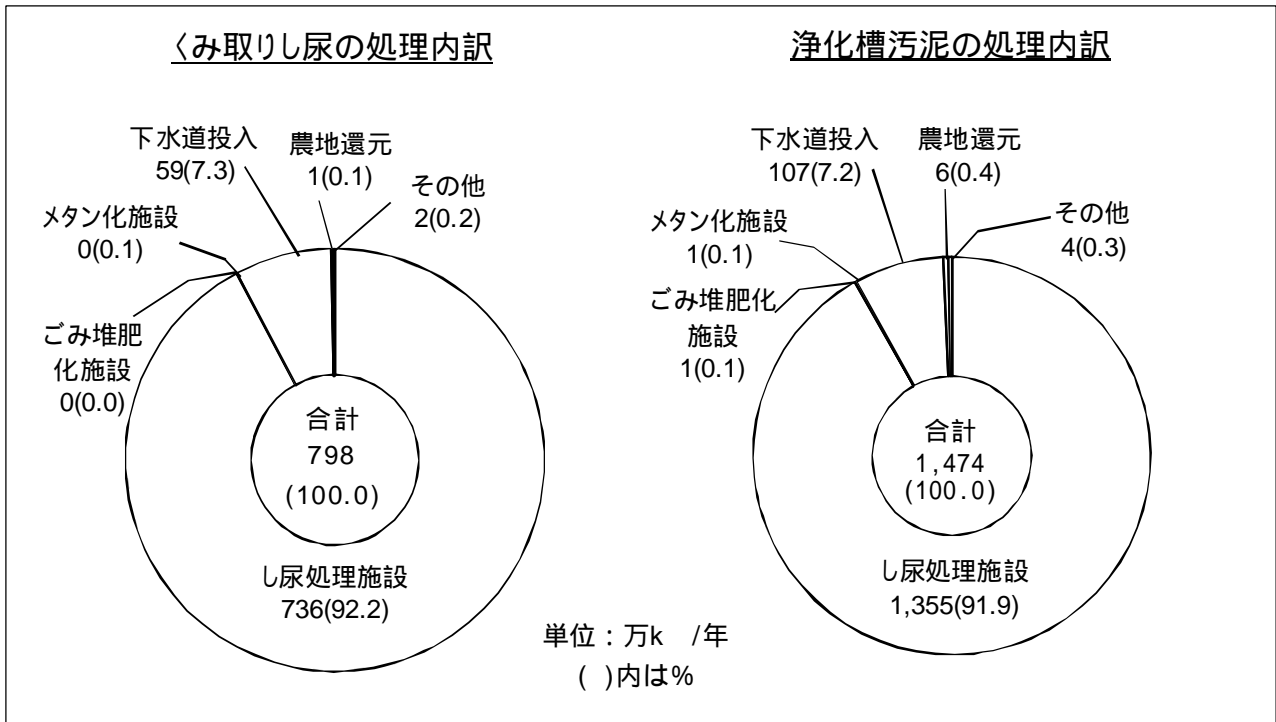 くみ取りし尿の処理内訳
下水道投入
59(7.3)
農地還元
1(0.1)
その他
2(0.2)
メタン化施設
0(0.1)
ごみ堆肥
化施設
0(0.0)
合計
798
(100.0)
し尿処理施設
736(92.2)
浄化槽汚泥の処理内訳
下水道投入
107(7.2)
農地還元
6(0.4)
その他
4(0.3)
メタン化施設
1(0.1)
ごみ堆肥化
施設
1(0.1)
合計
1,474
(100.0)
し尿処理施設
1,355(91.9)
単位：万k /年
( )内は%